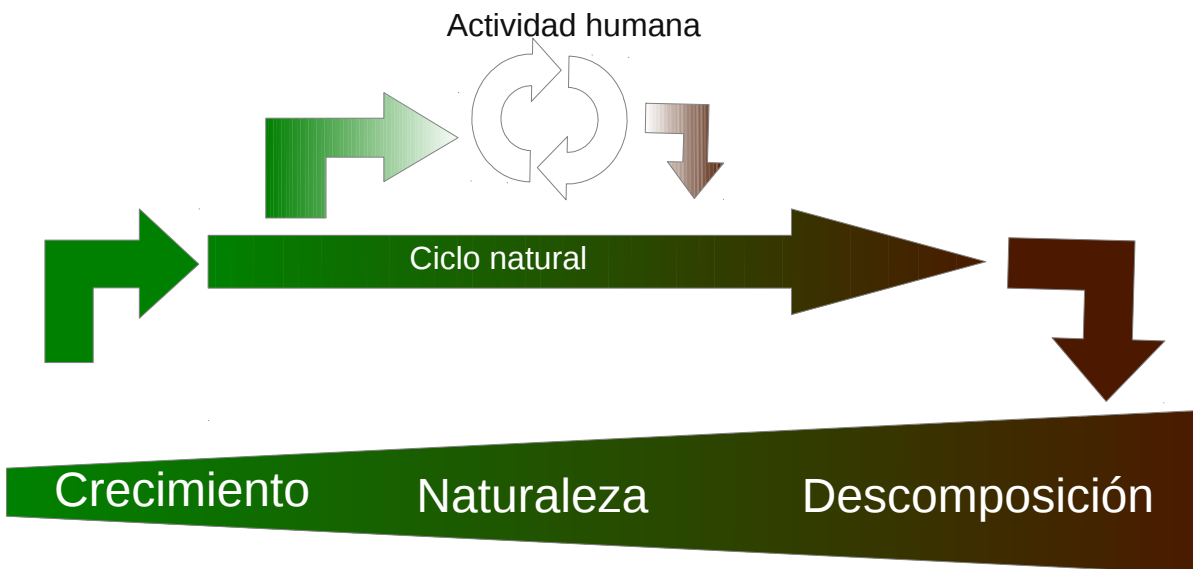 Actividad humana
Ciclo natural
Crecimiento
Naturaleza
Descomposición